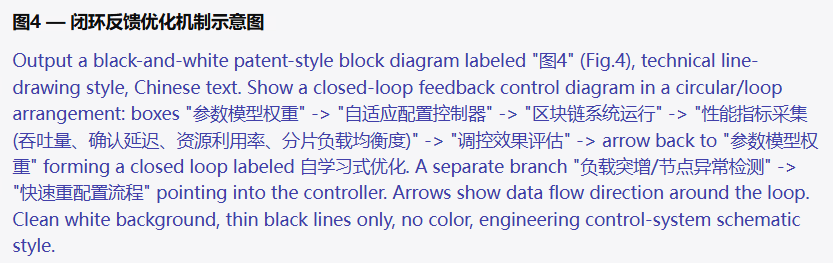 图4 — 闭环反馈优化机制示意图
Output a black-and-white patent-style block diagram labeled "图4" (Fig.4), technical line-
drawing style, Chinese text. Show a closed-loop feedback control diagram in a circular/loop
arrangement: boxes "参数模型权重" -> "自适应配置控制器" -> "区块链系统运行" -> "性能指标采集
(吞吐量、确认延迟、资源利用率、分片负载均衡度)" -> "调控效果评估" -> arrow back to "参数模型权
重" forming a closed loop labeled 自学习式优化. A separate branch "负载突增/节点异常检测" ->
"快速重配置流程" pointing into the controller. Arrows show data flow direction around the loop.
Clean white background, thin black lines only, no color, engineering control-system schematic
style.